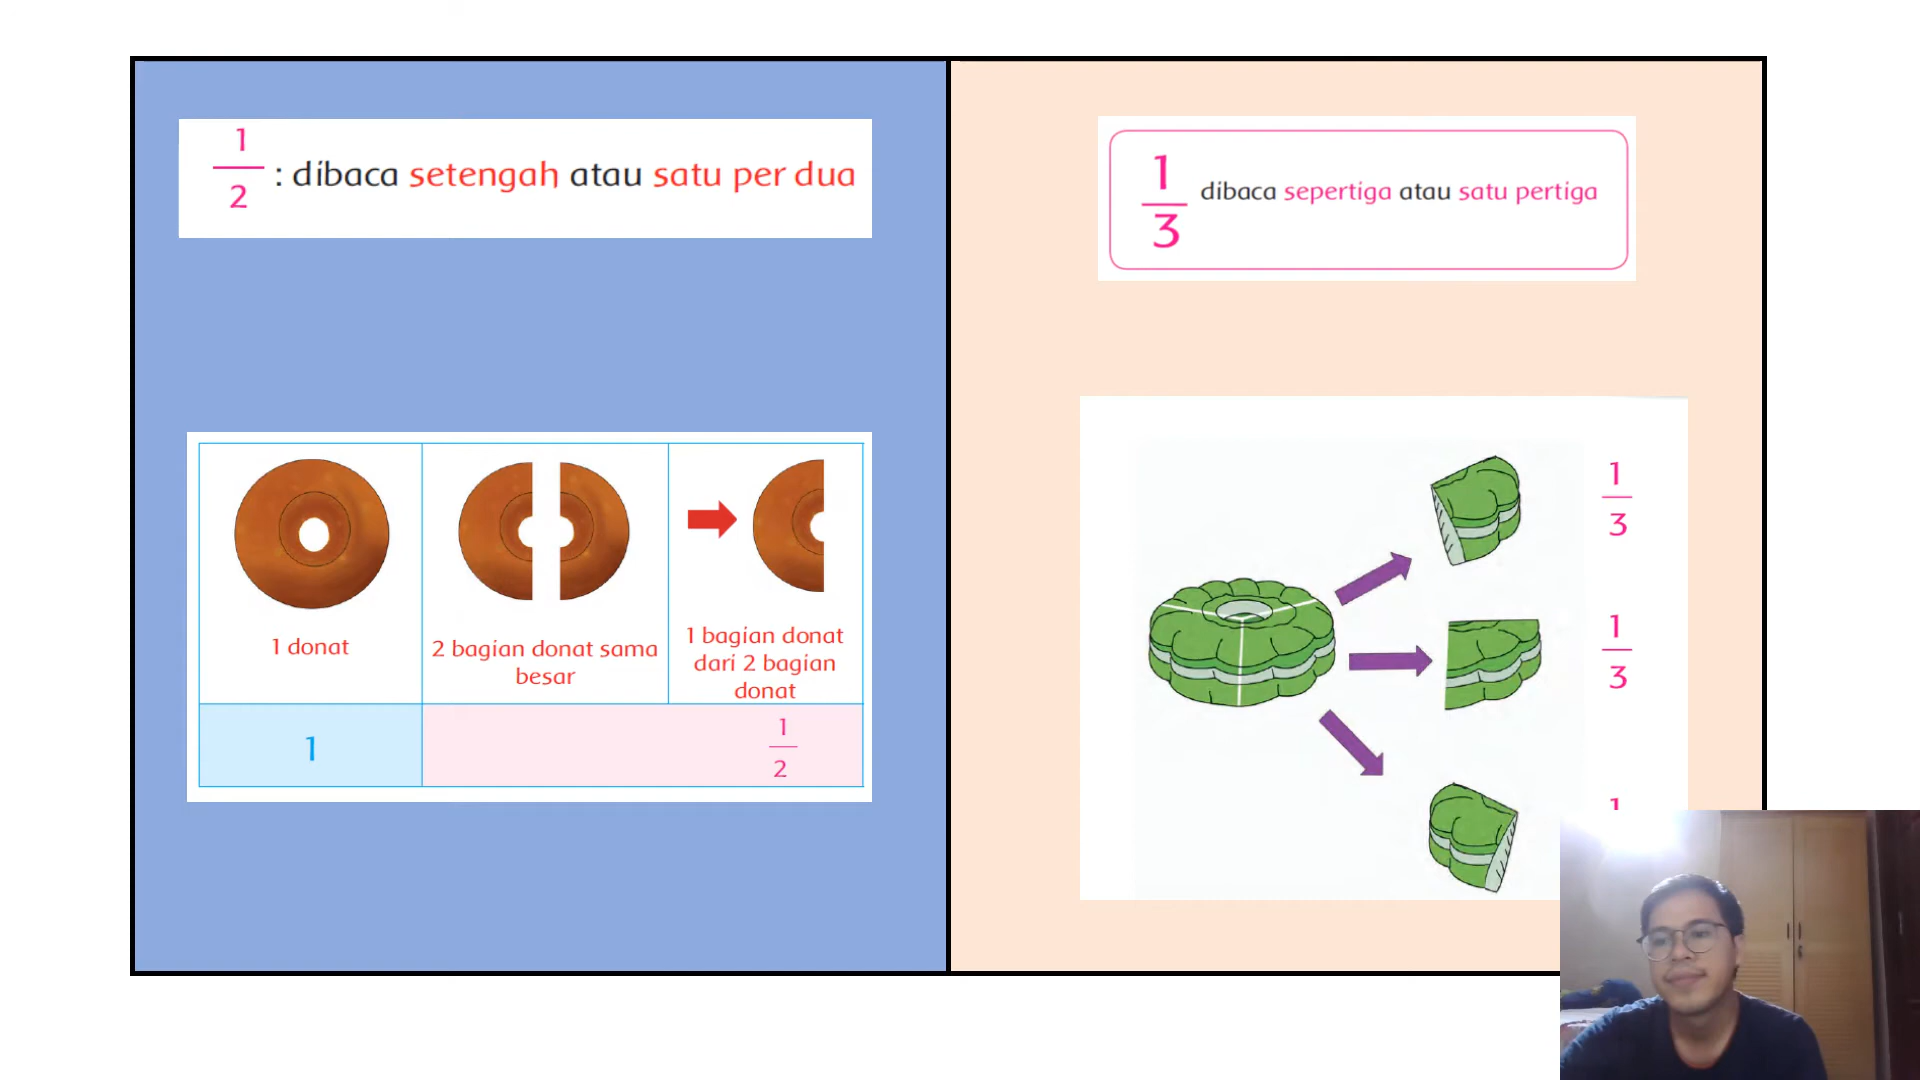 1
2
: dibaca setengah atau satu per dua
1 donat
2 bagian donat sama
besar
1 bagian donat
dari 2 bagian
donat
1
1
2
1
3
dibaca sepertiga atau satu pertiga
1
3
1
3
1